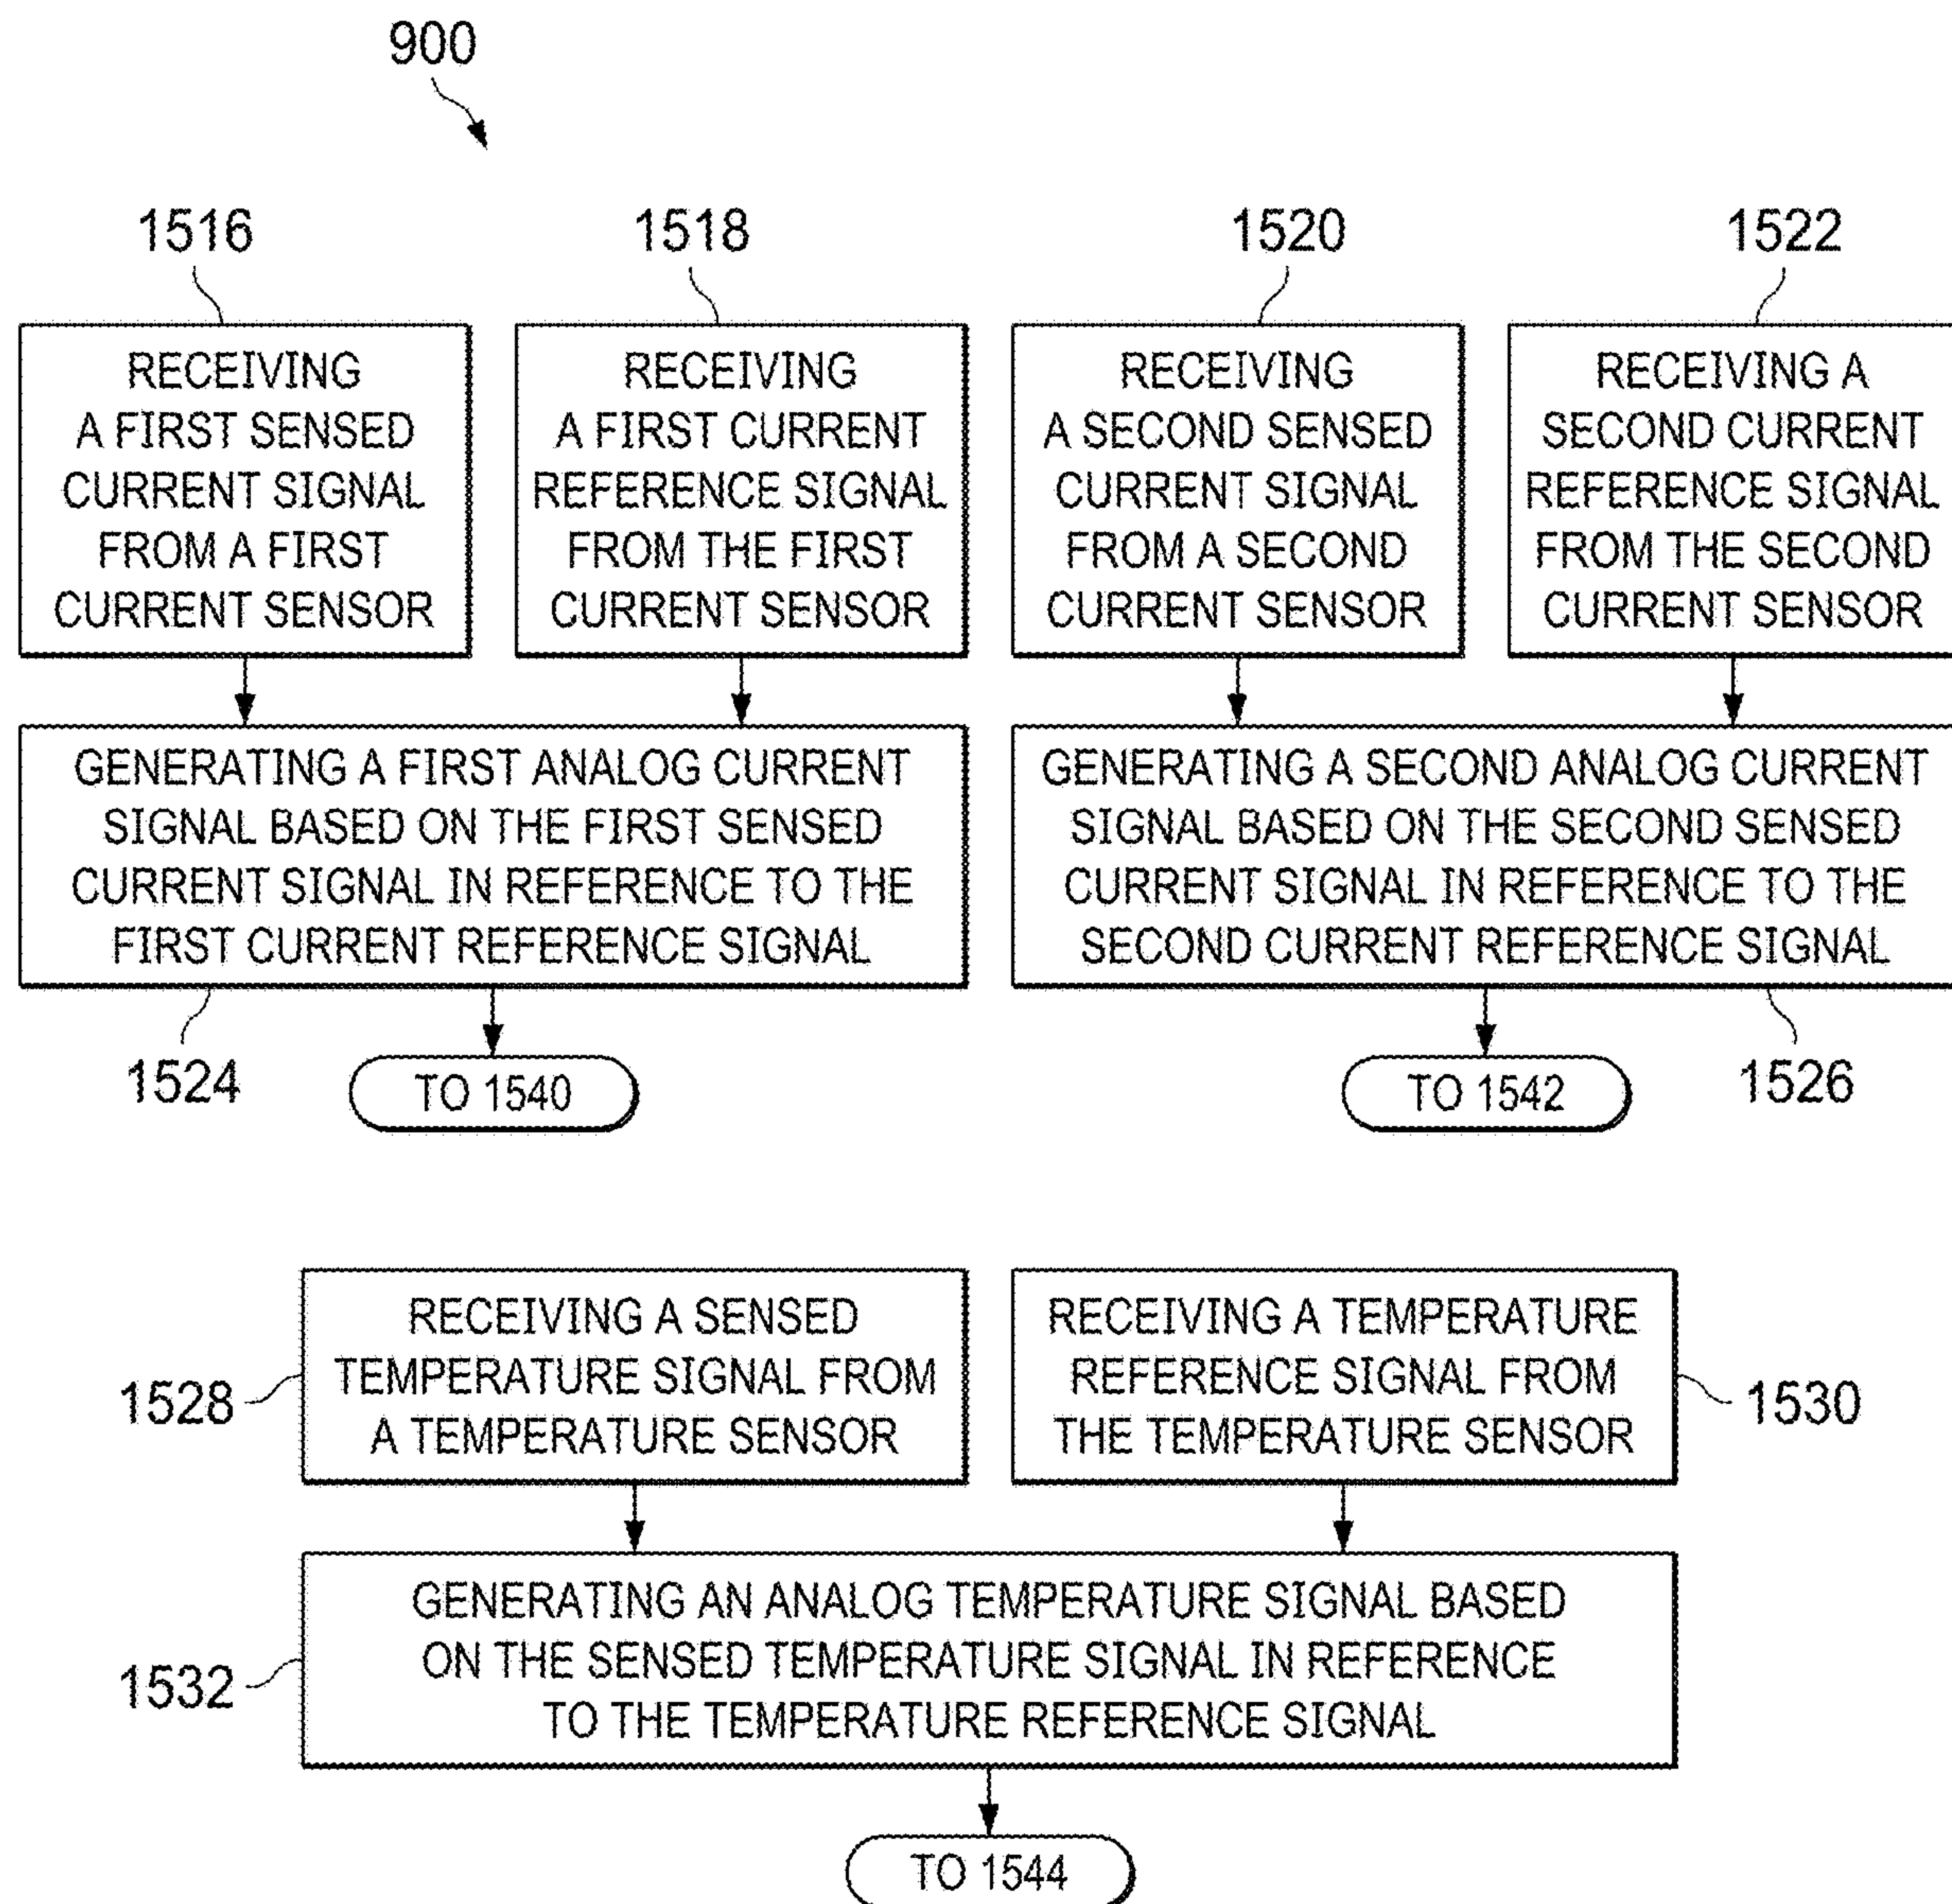 900
1516
1518
1520
1522
RECEIVING
A FIRST SENSED
CURRENT SIGNAL
FROM A FIRST
CURRENT SENSOR
RECEIVING
A FIRST CURRENT
REFERENCE SIGNAL
FROM THE FIRST
CURRENT SENSOR
RECEIVING
A SECOND SENSED
CURRENT SIGNAL
FROM A SECOND
CURRENT SENSOR
RECEIVING A
SECOND CURRENT
REFERENCE SIGNAL
FROM THE SECOND
CURRENT SENSOR
GENERATING A FIRST ANALOG CURRENT
SIGNAL BASED ON THE FIRST SENSED
CURRENT SIGNAL IN REFERENCE TO THE
FIRST CURRENT REFERENCE SIGNAL
GENERATING A SECOND ANALOG CURRENT
SIGNAL BASED ON THE SECOND SENSED
CURRENT SIGNAL IN REFERENCE TO THE
SECOND CURRENT REFERENCE SIGNAL
1524
TO 1540
TO 1542
1526
1528
RECEIVING A SENSED
TEMPERATURE SIGNAL FROM
A TEMPERATURE SENSOR
RECEIVING A TEMPERATURE
REFERENCE SIGNAL FROM
THE TEMPERATURE SENSOR
1530
1532
GENERATING AN ANALOG TEMPERATURE SIGNAL BASED
ON THE SENSED TEMPERATURE SIGNAL IN REFERENCE
TO THE TEMPERATURE REFERENCE SIGNAL
TO 1544